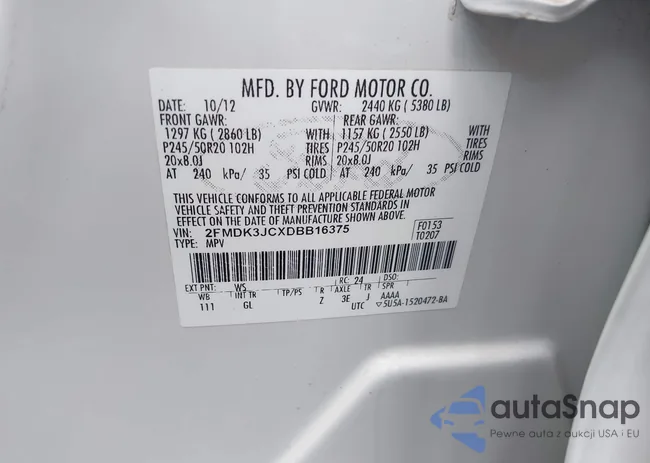 MFD. BY FORD MOTOR CO.
DATE: 10/12 GVWR: 2440 KG ( 5380 LB)
FRONT GAWR: REAR GAWR:
1297 KG ( 2860 LB) WITH 1157 KG ( 2550 LB) WITH
P245/50R20 102H TIRES P245/50R20 102H TIRES
20x8.0J RIMS 20x8.0J RIMS
AT 240 kPa/ 35 PSI COLD AT 240 kPa/ 35 PSI COLD
THIS VEHICLE CONFORMS TO ALL APPLICABLE FEDERAL MOTOR
VEHICLE SAFETY AND THEFT PREVENTION STANDARDS IN
EFFECT ON THE DATE OF MANUFACTURE SHOWN ABOVE.
VIN: 2FMDK3JCXDBB16375 F0153
TYPE: MPV T0207
EXT PNT: WS RC: 24 DSO:
WB INT TR TP/PS R AXLE TR SPR
111 GL Z 3E J AAAA
UTC ▽5U5A-1520472-BA
autaSnap
Pewne auta z aukcji USA i EU